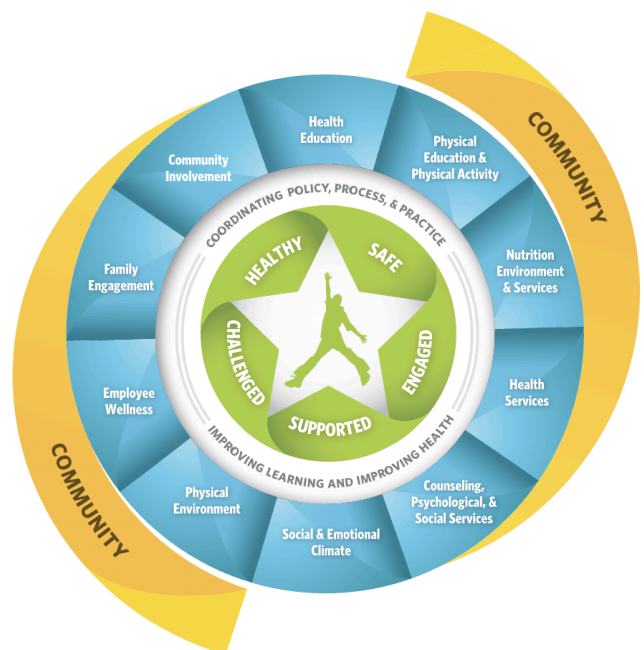 COMMUNITY
Health
Education
Physical
Education &
Physical Activity
Nutrition
Environment
& Services
Health
Services
Counseling,
Psychological, &
Social Services
Social & Emotional
Climate
Physical
Environment
Employee
Wellness
Family
Engagement
Community
Involvement
COORDINATING POLICY, PROCESS, & PRACTICE
HEALTHY
SAFE
ENGAGED
SUPPORTED
CHALLENGED
IMPROVING LEARNING AND IMPROVING HEALTH
COMMUNITY